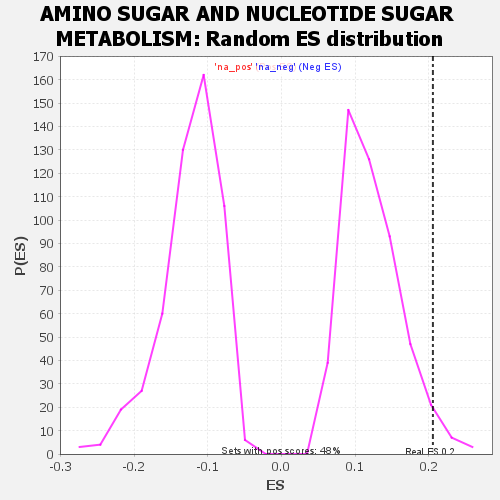 AMINO SUGAR AND NUCLEOTIDE SUGAR
METABOLISM: Random ES distribution
'na_pos' 'na_neg' (Neg ES)
170
160
150
140
130
120
110
100
90
80
70
60
50
40
30
20
10
0
P(ES)
Sets with pos scores: 48%
Real ES 0.2
-0.3 -0.2 -0.1 0.0 0.1 0.2
ES